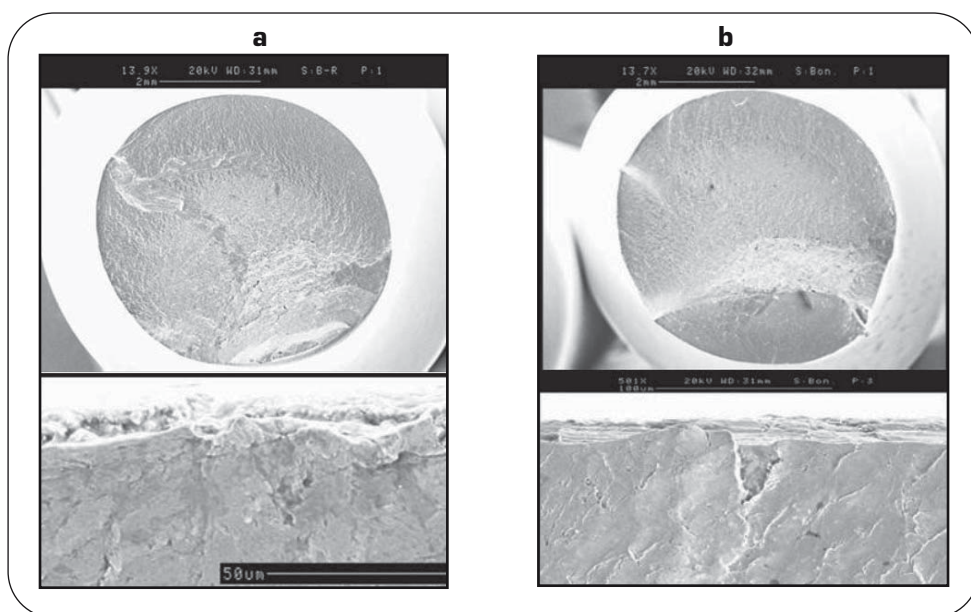 a
13.9X 20kV WD:31mm S:B-R P:1
2mm
50um
b
13.7X 20kV WD:32mm S:Bon. P:1
2mm
501X 20kV WD:31mm S:Bon. P:3
100um